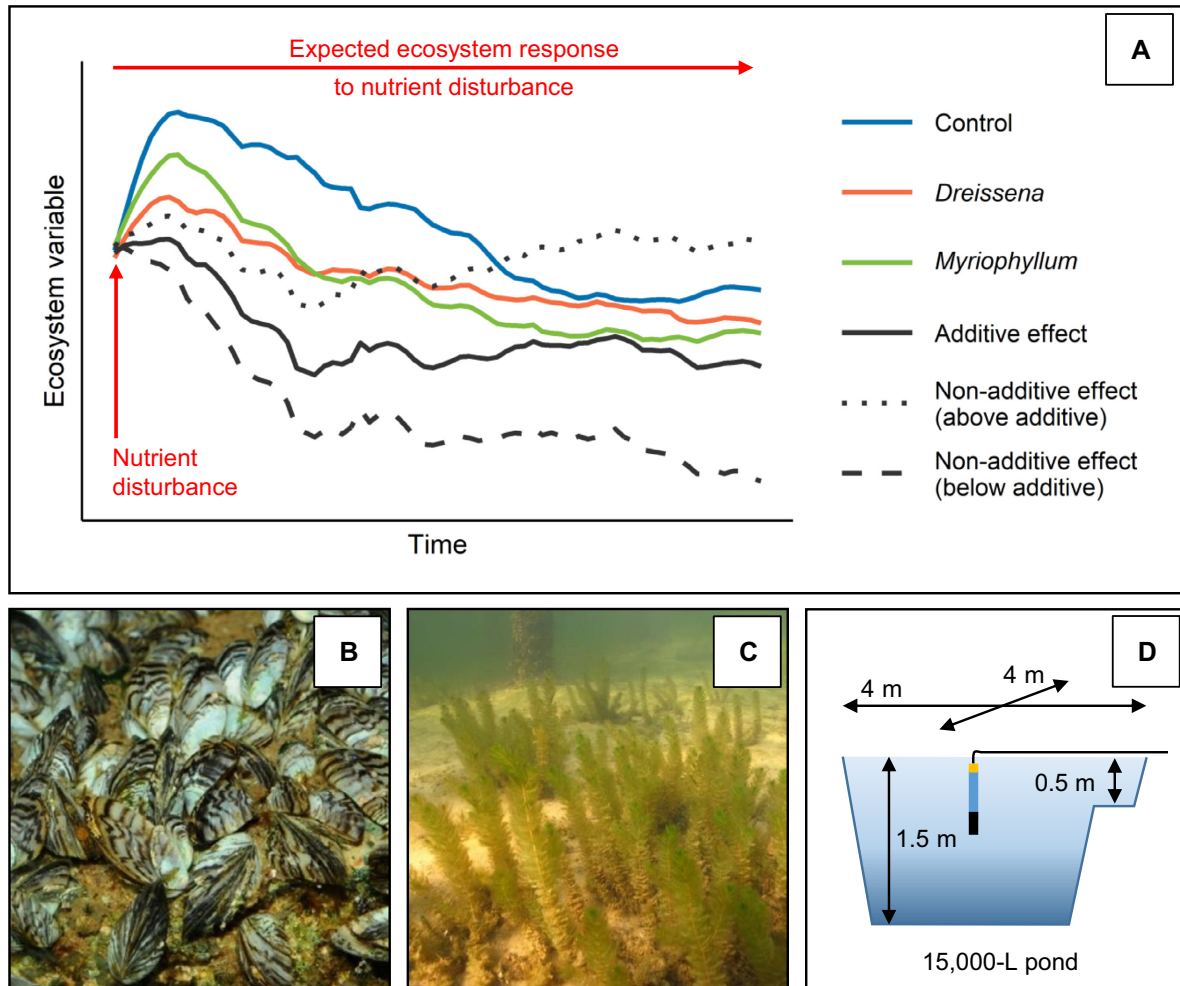 A
Expected ecosystem response
to nutrient disturbance
Ecosystem variable
Nutrient
disturbance
Time
Control
Dreissena
Myriophyllum
Additive effect
Non-additive effect
(above additive)
Non-additive effect
(below additive)
B
C
D
4 m
4 m
0.5 m
1.5 m
15,000-L pond